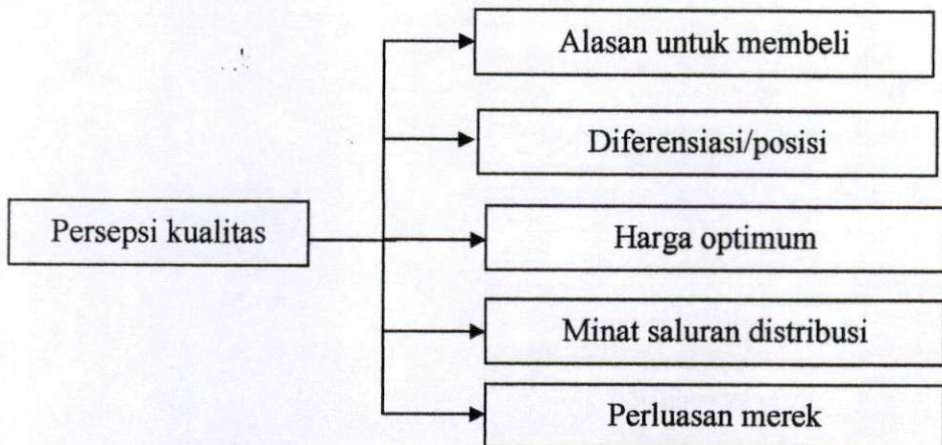 Alasan untuk membeli
Diferensiasi/posisi
Persepsi kualitas
Harga optimum
Minat saluran distribusi
Perluasan merek